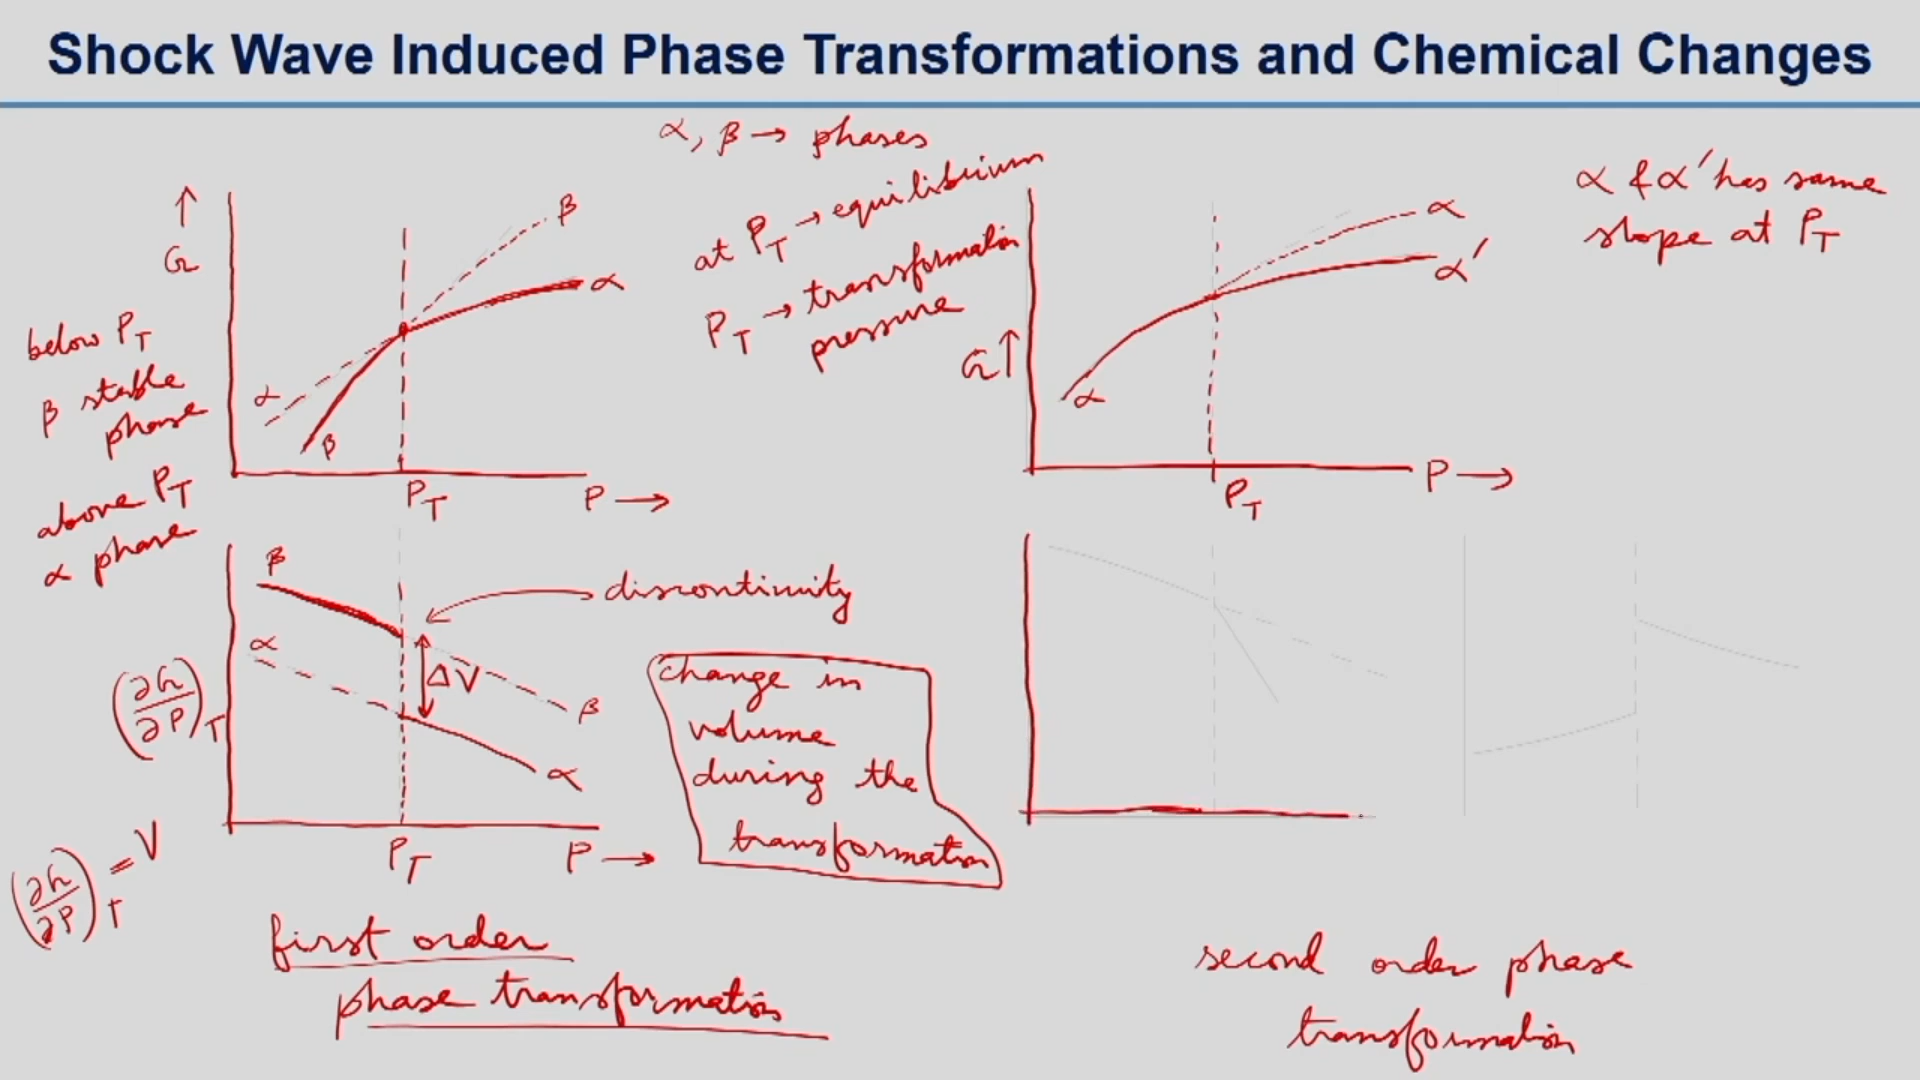 Shock Wave Induced Phase Transformations and Chemical Changes
α, β → phases
at P_T → equilibrium
P_T → transformation
pressure
↑
G
β
α
α
β
P_T
P →
below P_T
β stable
phase
above P_T
α phase
α & α' has same
slope at P_T
α
α'
G↑
α
P →
P_T
β
α
(∂G/∂P)_T
ΔV
discontinuity
β
α
P_T
P →
(∂G/∂P)_T = V
change in
volume
during the
transformation
first order
phase transformation
second order phase
transformation